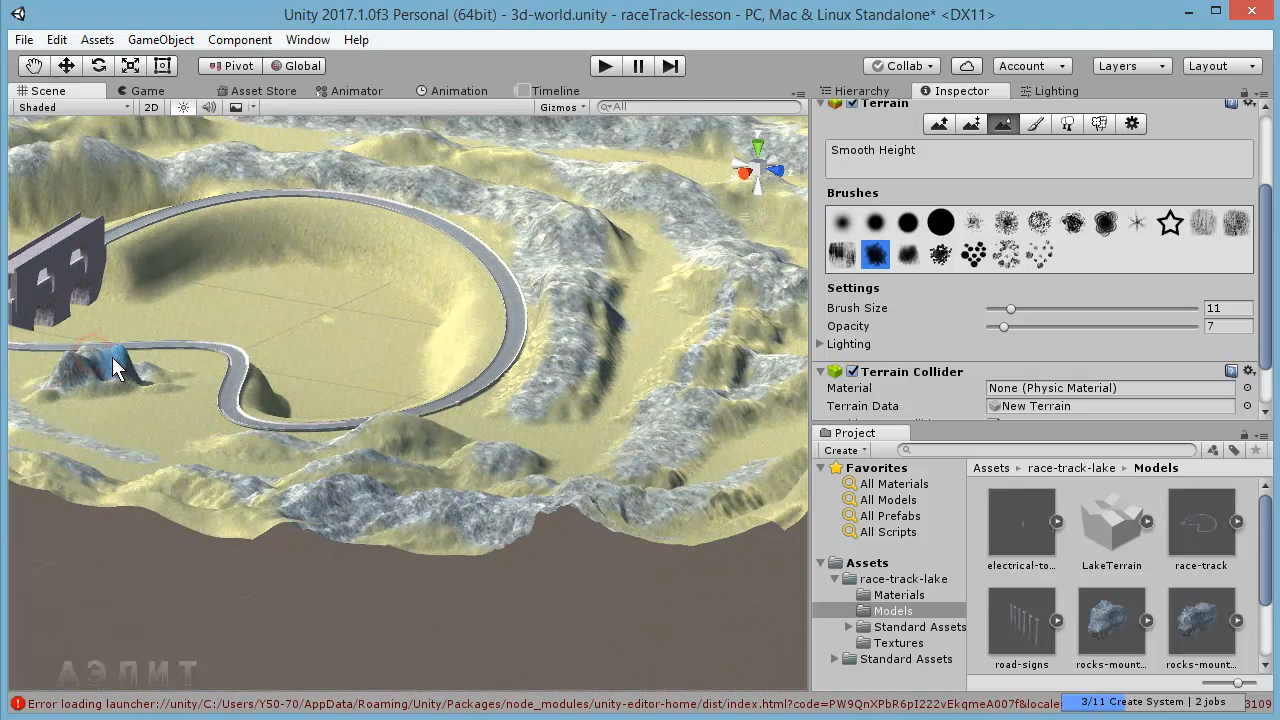 Unity 2017.1.0f3 Personal (64bit) - 3d-world.unity - raceTrack-lesson - PC, Mac & Linux Standalone* <DX11>
File Edit Assets GameObject Component Window Help
Pivot Global Collab Account Layers Layout
Scene Game Asset Store Animator Animation Timeline
Shaded 2D Gizmos All
Hierarchy Inspector Lighting
Terrain
Smooth Height
Brushes
Settings
Brush Size 11
Opacity 7
Lighting
Terrain Collider
Material None (Physic Material)
Terrain Data New Terrain
Project
Create
Favorites
All Materials
All Models
All Prefabs
All Scripts
Assets
race-track-lake
Materials
Models
Standard Assets
Textures
Standard Assets
Assets race-track-lake Models
electrical-to... LakeTerrain race-track
road-signs rocks-mount... rocks-mount...
АЭЛИТ
Error loading launcher://unity/C:/Users/Y50-70/AppData/Roaming/Unity/Packages/node_modules/unity-editor-home/dist/index.html?code=PW9QnXPbR6pI222vEkqmeA007f&locale
3/11 Create System | 2 jobs 3109